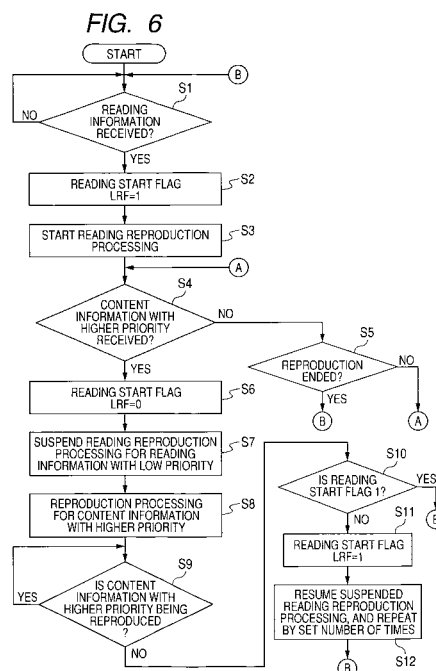 FIG. 6
START
B
S1
READING
INFORMATION
RECEIVED?
NO
YES
S2
READING START FLAG
LRF=1
S3
START READING REPRODUCTION
PROCESSING
A
S4
CONTENT
INFORMATION WITH
HIGHER PRIORITY
RECEIVED?
NO
YES
S5
REPRODUCTION
ENDED?
NO
YES
B
A
S6
READING START FLAG
LRF=0
S7
SUSPEND READING REPRODUCTION
PROCESSING FOR READING
INFORMATION WITH LOW PRIORITY
S8
REPRODUCTION PROCESSING
FOR CONTENT INFORMATION
WITH HIGHER PRIORITY
S9
IS CONTENT
INFORMATION WITH
HIGHER PRIORITY BEING
REPRODUCED
?
YES
NO
S10
IS READING
START FLAG 1?
YES
B
NO
S11
READING START FLAG
LRF=1
RESUME SUSPENDED
READING REPRODUCTION
PROCESSING, AND REPEAT
BY SET NUMBER OF TIMES
S12
B